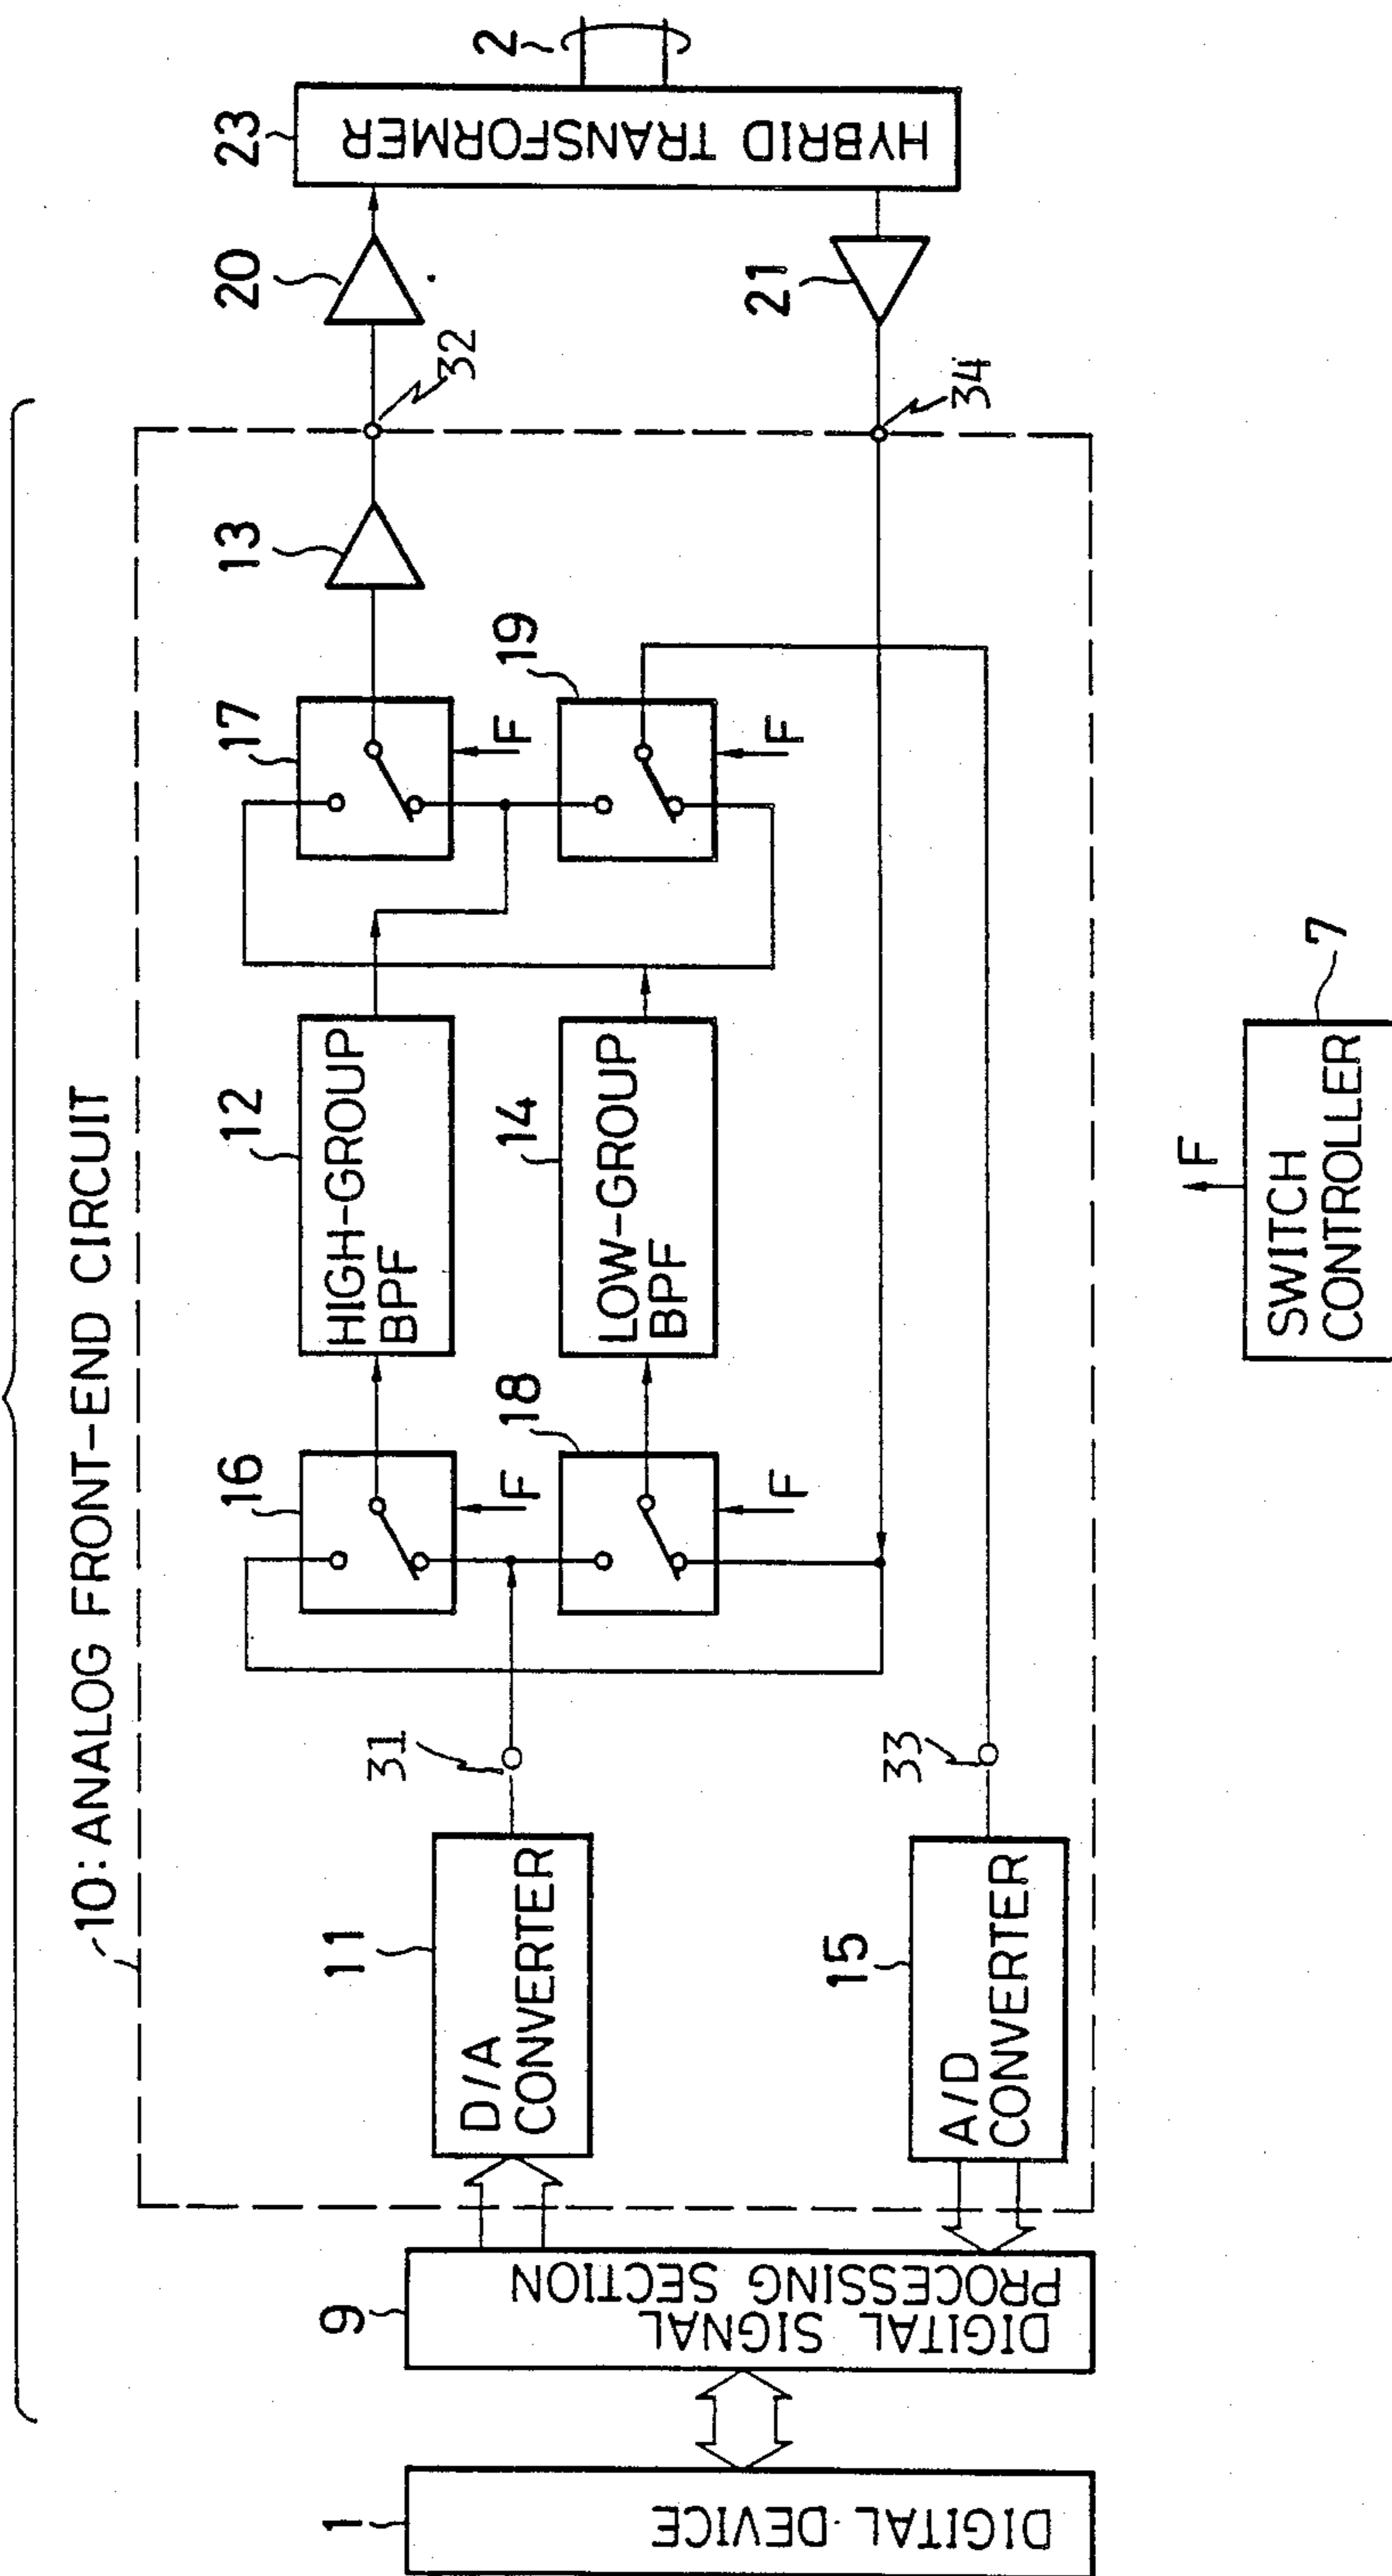 10: ANALOG FRONT-END CIRCUIT
1
DIGITAL DEVICE
9
DIGITAL SIGNAL
PROCESSING SECTION
11
D/A
CONVERTER
31
16
F
12
HIGH-GROUP
BPF
17
F
13
32
20
23
HYBRID TRANSFORMER
2
18
F
14
LOW-GROUP
BPF
19
F
34
21
15
A/D
CONVERTER
33
F
SWITCH
CONTROLLER
7